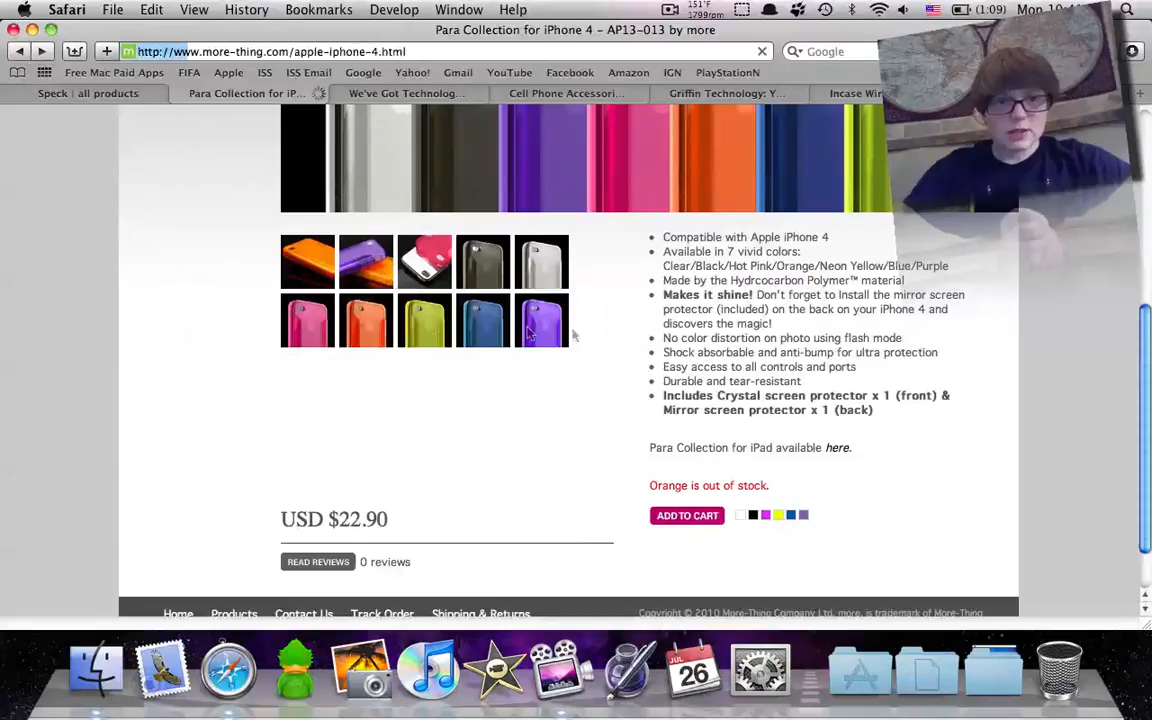 Safari File Edit View History Bookmarks Develop Window Help 151°F 1799rpm (1:09)
Para Collection for iPhone 4 - AP13-013 by more
http://www.more-thing.com/apple-iphone-4.html Google
Free Mac Paid Apps FIFA Apple ISS ISS Email Google Yahoo! Gmail YouTube Facebook Amazon IGN PlayStationN
Speck | all products Para Collection for iP... We've Got Technolog... Cell Phone Accessori... Griffin Technology: Y... Incase Wir
Compatible with Apple iPhone 4
Available in 7 vivid colors:
Clear/Black/Hot Pink/Orange/Neon Yellow/Blue/Purple
Made by the Hydrcocarbon Polymer™ material
Makes it shine! Don't forget to Install the mirror screen
protector (included) on the back on your iPhone 4 and
discovers the magic!
No color distortion on photo using flash mode
Shock absorbable and anti-bump for ultra protection
Easy access to all controls and ports
Durable and tear-resistant
Includes Crystal screen protector x 1 (front) &
Mirror screen protector x 1 (back)
Para Collection for iPad available here.
Orange is out of stock.
USD $22.90
ADD TO CART
READ REVIEWS 0 reviews
Home Products Contact Us Track Order Shipping & Returns
Copyright © 2010 More-Thing Company Ltd. more. is trademark of More-Thing
JUL
26